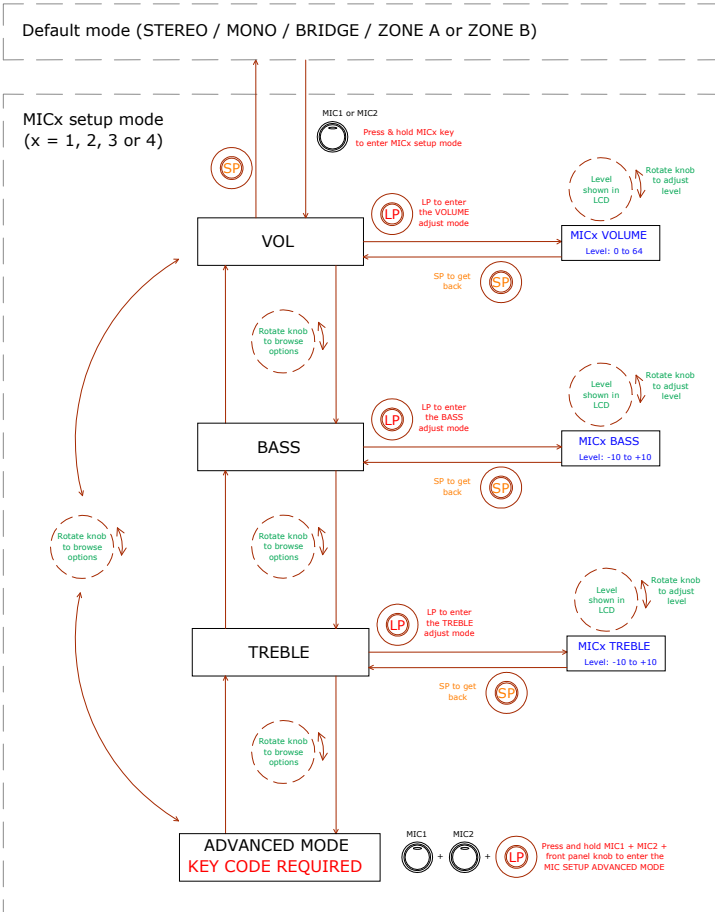 Default mode (STEREO / MONO / BRIDGE / ZONE A or ZONE B)
MICx setup mode
(x = 1, 2, 3 or 4)
MIC1 or MIC2
Press & hold MICx key
to enter MICx setup mode
SP
LP
LP to enter
the VOLUME
adjust mode
Level
shown in
LCD
Rotate knob
to adjust
level
VOL
MICx VOLUME
Level: 0 to 64
SP to get
back
SP
Rotate knob
to browse
options
LP
LP to enter
the BASS
adjust mode
Level
shown in
LCD
Rotate knob
to adjust
level
BASS
MICx BASS
Level: -10 to +10
SP to get
back
SP
Rotate knob
to browse
options
Rotate knob
to browse
options
LP
LP to enter
the TREBLE
adjust mode
Level
shown in
LCD
Rotate knob
to adjust
level
TREBLE
MICx TREBLE
Level: -10 to +10
SP to get
back
SP
Rotate knob
to browse
options
ADVANCED MODE
KEY CODE REQUIRED
MIC1
+
MIC2
+
LP
Press and hold MIC1 + MIC2 +
front panel knob to enter the
MIC SETUP ADVANCED MODE